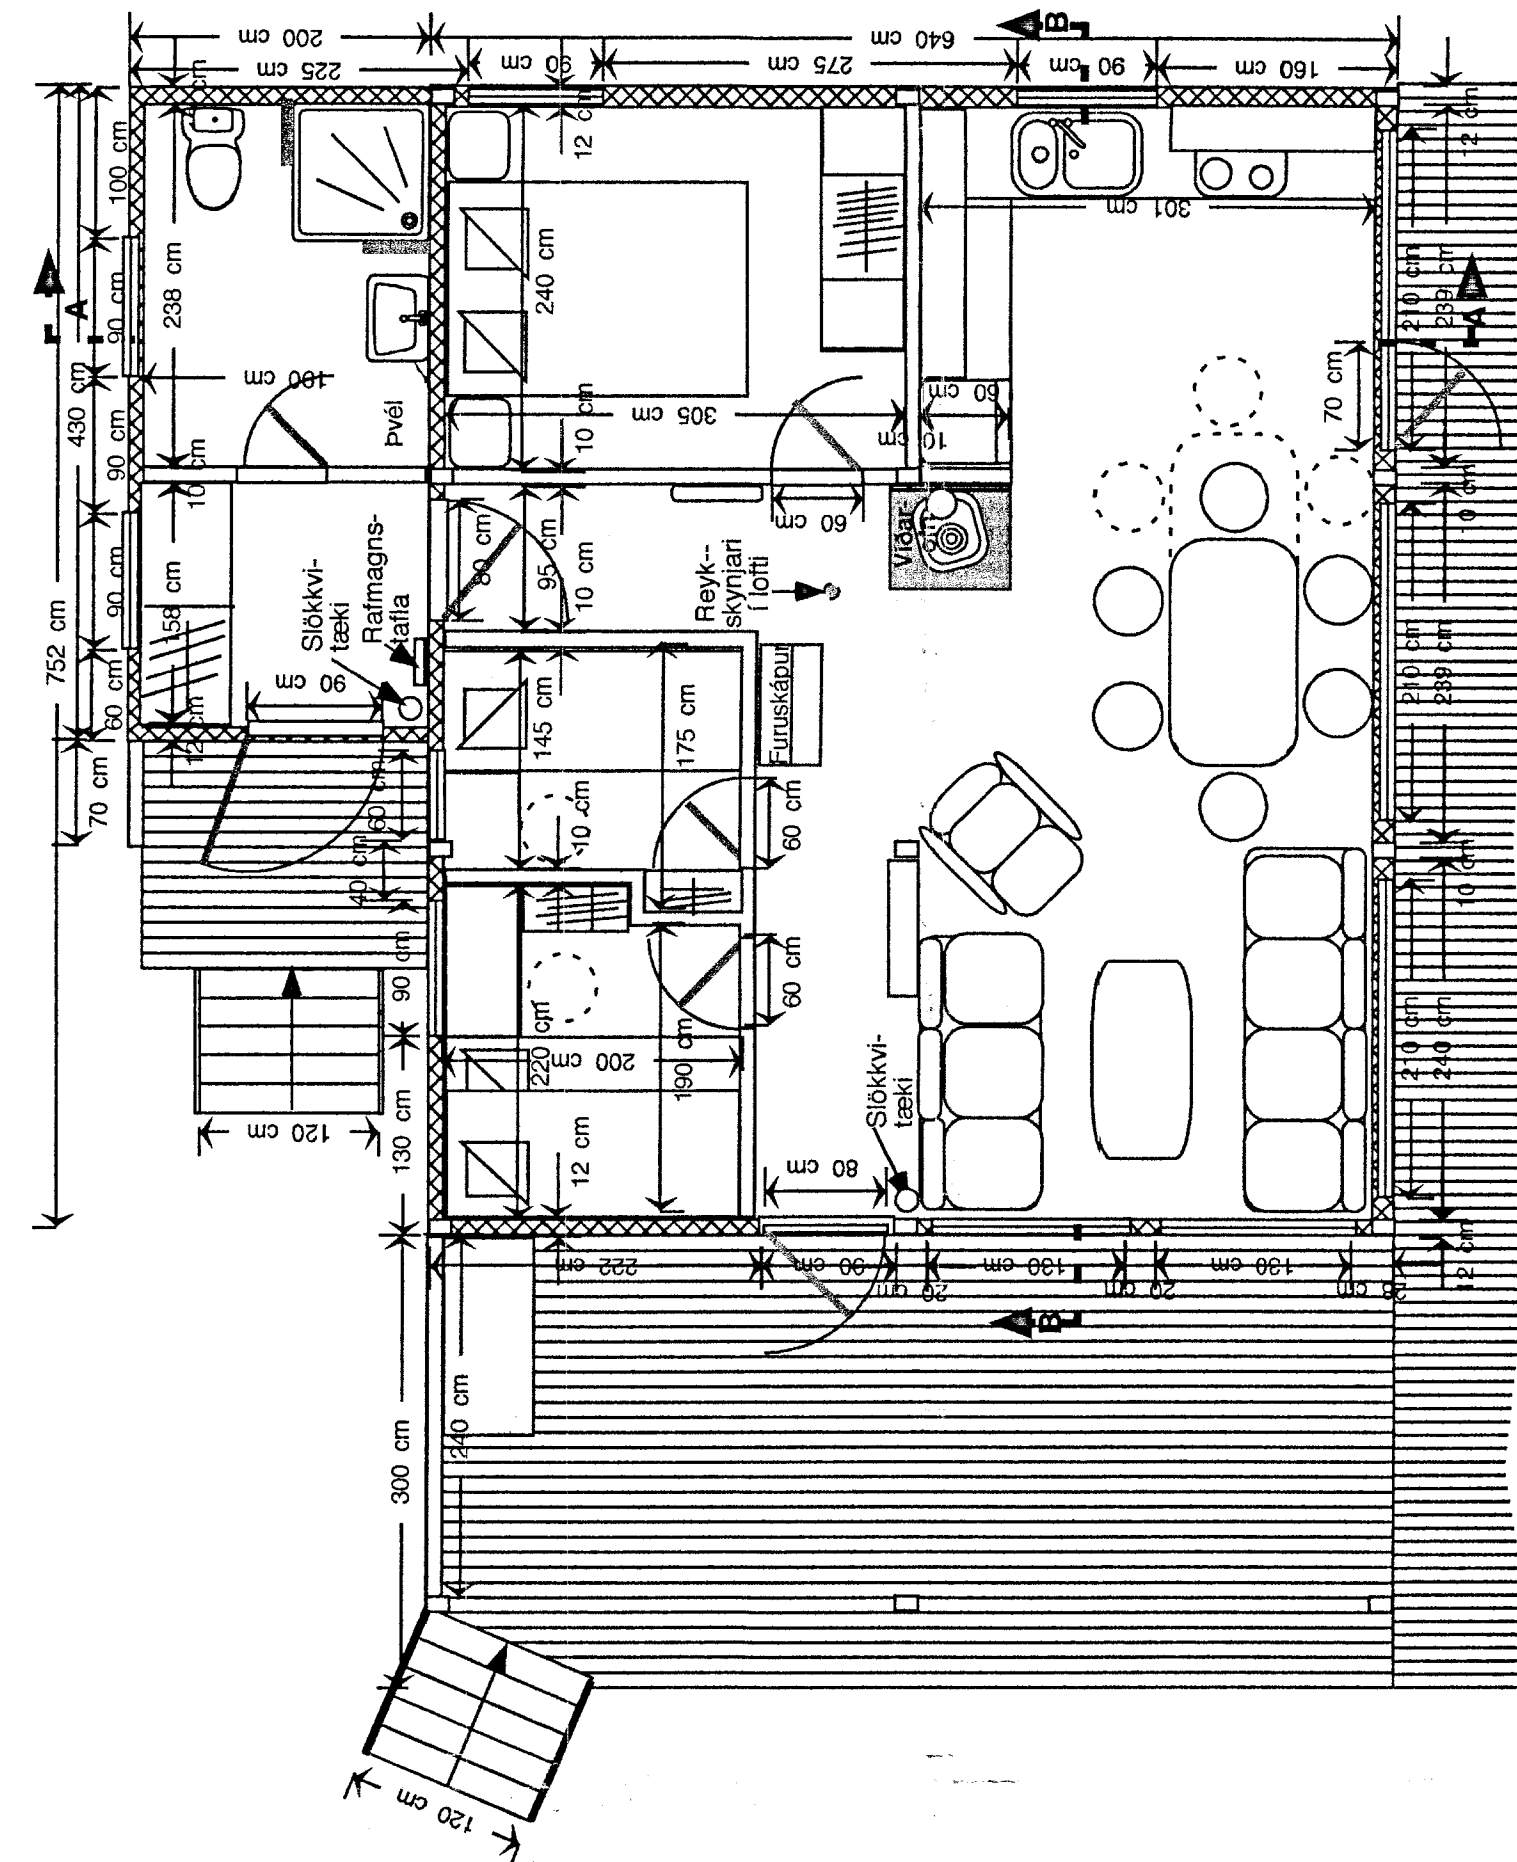 200 cm
640 cm
B
225 cm
90 cm
275 cm
90 cm
160 cm
100 cm
12 cm
12 cm
A
90 cm
238 cm
240 cm
301 cm
210 cm
239 cm
A
430 cm
180 cm
90 cm
Þvél
305 cm
10 cm
60 cm
10 cm
70 cm
10 cm
10 cm
752 cm
90 cm
158 cm
Slökkvi-
tæki
Rafmagns-
tafla
80 cm
95 cm
10 cm
60 cm
Reyk--
skynjari
í lofti
Viðar-
60 cm
90 cm
12 cm
145 cm
175 cm
Furuskápur
210 cm
239 cm
70 cm
60 cm
40 cm
10 cm
60 cm
10 cm
90 cm
60 cm
220 cm
200 cm
190 cm
210 cm
240 cm
120 cm
130 cm
12 cm
Slökkvi-
tæki
80 cm
222 cm
90 cm
20 cm
130 cm
20 cm
130 cm
12 cm
B
300 cm
240 cm
120 cm